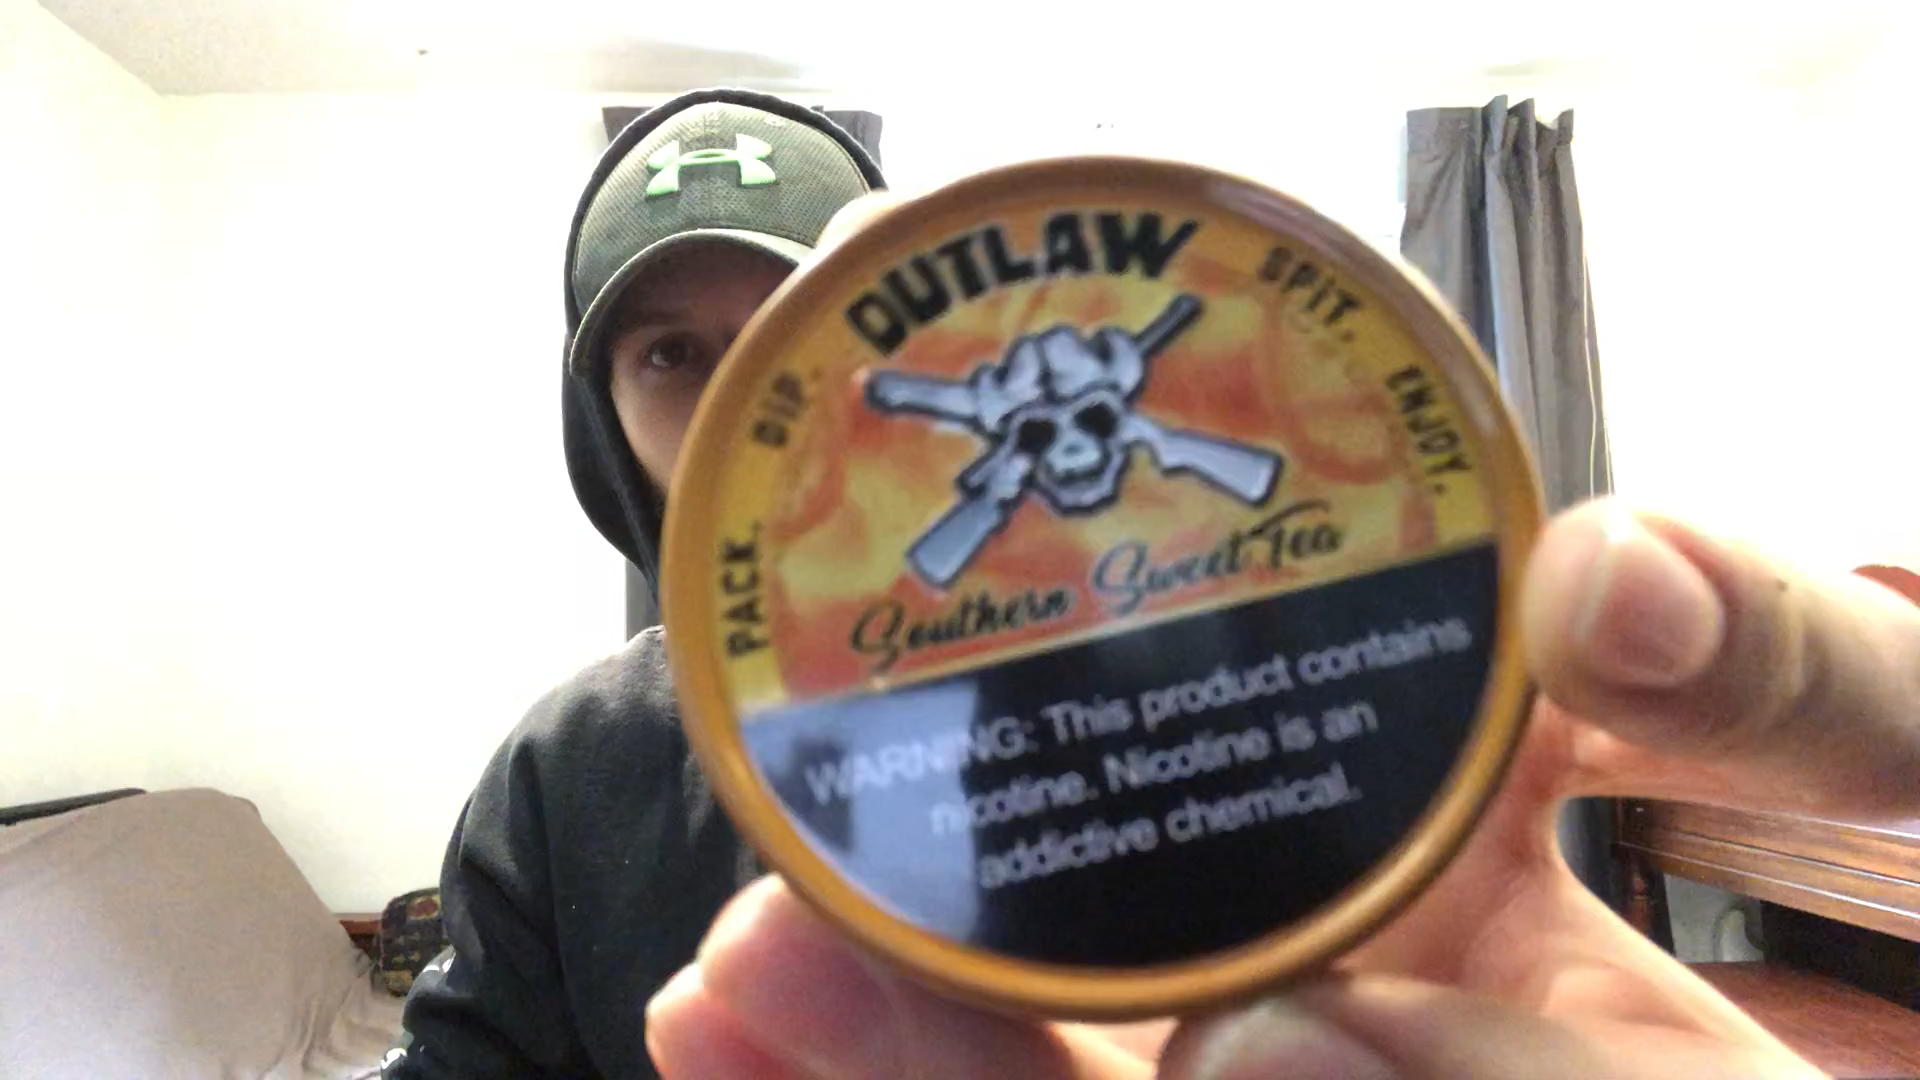 OUTLAW
PACK. DIP. SPIT. ENJOY.
Southern Sweet Tea
WARNING: This product contains
nicotine. Nicotine is an
addictive chemical.